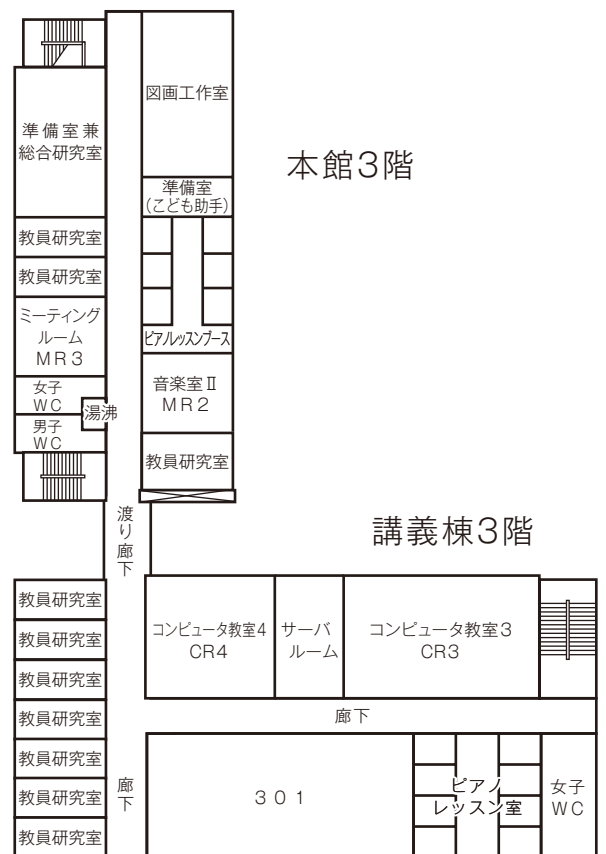 図画工作室
準備室兼
総合研究室
本館3階
準備室
(こども助手)
教員研究室
教員研究室
ミーティング
ルーム
MR3
ピアルッスンブース
音楽室Ⅱ
MR2
女子
WC
湯沸
男子
WC
教員研究室
渡り廊下
講義棟3階
教員研究室
教員研究室
教員研究室
教員研究室
教員研究室
教員研究室
教員研究室
コンピュータ教室4
CR4
サーバ
ルーム
コンピュータ教室3
CR3
廊下
廊下
301
ピアノ
レッスン室
女子
WC